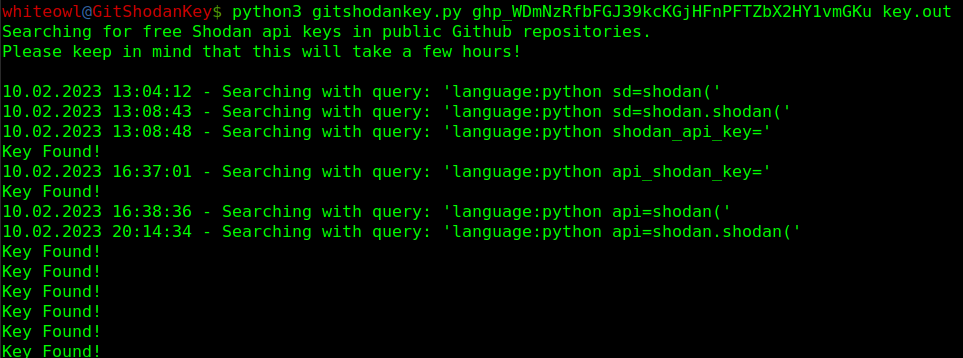 whiteowl@GitShodanKey$ python3 gitshodankey.py 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 key.out
Searching for free Shodan api keys in public Github repositories.
Please keep in mind that this will take a few hours!
10.02.2023 13:04:12 - Searching with query: 'language:python sd=shodan('
10.02.2023 13:08:43 - Searching with query: 'language:python sd=shodan.shodan('
10.02.2023 13:08:48 - Searching with query: 'language:python shodan_api_key='
Key Found!
10.02.2023 16:37:01 - Searching with query: 'language:python api_shodan_key='
Key Found!
10.02.2023 16:38:36 - Searching with query: 'language:python api=shodan('
10.02.2023 20:14:34 - Searching with query: 'language:python api=shodan.shodan('
Key Found!
Key Found!
Key Found!
Key Found!
Key Found!
Key Found!